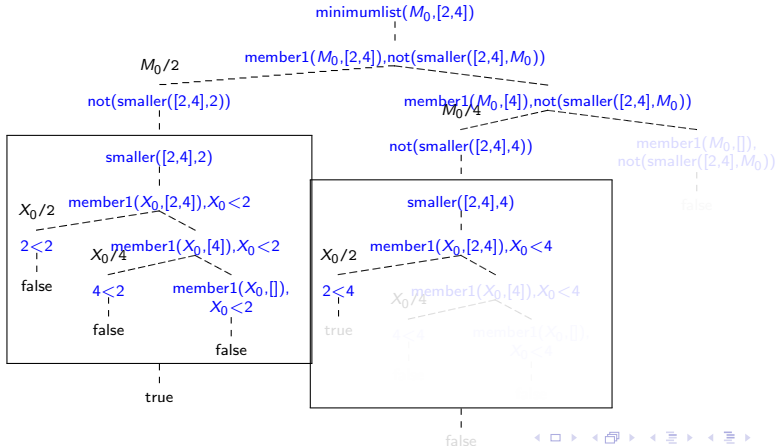 minimumlist(M₀,[2,4])
member1(M₀,[2,4]),not(smaller([2,4],M₀))
M₀/2
not(smaller([2,4],2))
member1(M₀,[4]),not(smaller([2,4],M₀))
M₀/4
not(smaller([2,4],4))
member1(M₀,[]),
not(smaller([2,4],M₀))
false
smaller([2,4],2)
member1(X₀,[2,4]),X₀<2
X₀/2
2<2
false
member1(X₀,[4]),X₀<2
X₀/4
4<2
false
member1(X₀,[]),
X₀<2
false
true
smaller([2,4],4)
member1(X₀,[2,4]),X₀<4
X₀/2
2<4
true
member1(X₀,[4]),X₀<4
X₀/4
4<4
member1(X₀,[]),
X₀<4
false